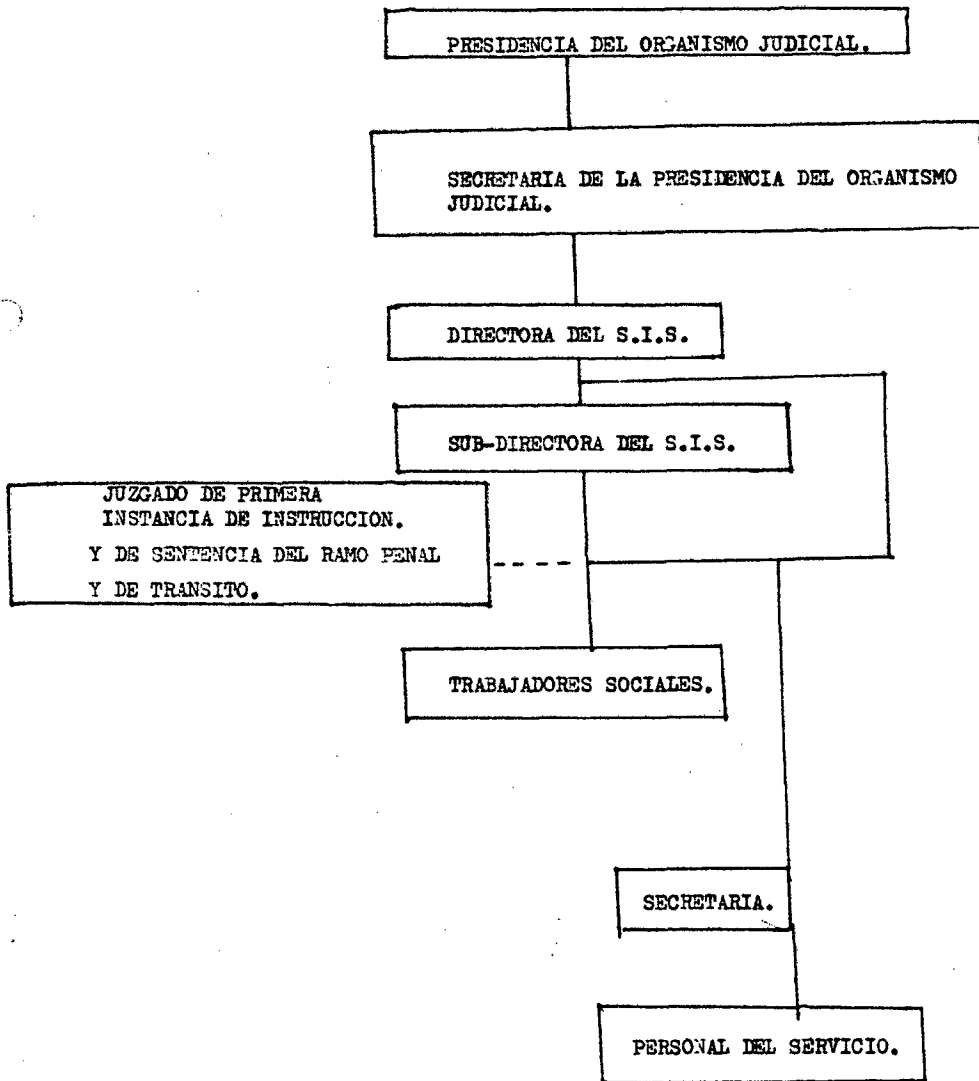 PRESIDENCIA DEL ORGANISMO JUDICIAL.
SECRETARIA DE LA PRESIDENCIA DEL ORGANISMO
JUDICIAL.
DIRECTORA DEL S.I.S.
SUB-DIRECTORA DEL S.I.S.
JUZGADO DE PRIMERA
INSTANCIA DE INSTRUCCION.
Y DE SENTENCIA DEL RAMO PENAL
Y DE TRANSITO.
TRABAJADORES SOCIALES.
SECRETARIA.
PERSONAL DEL SERVICIO.